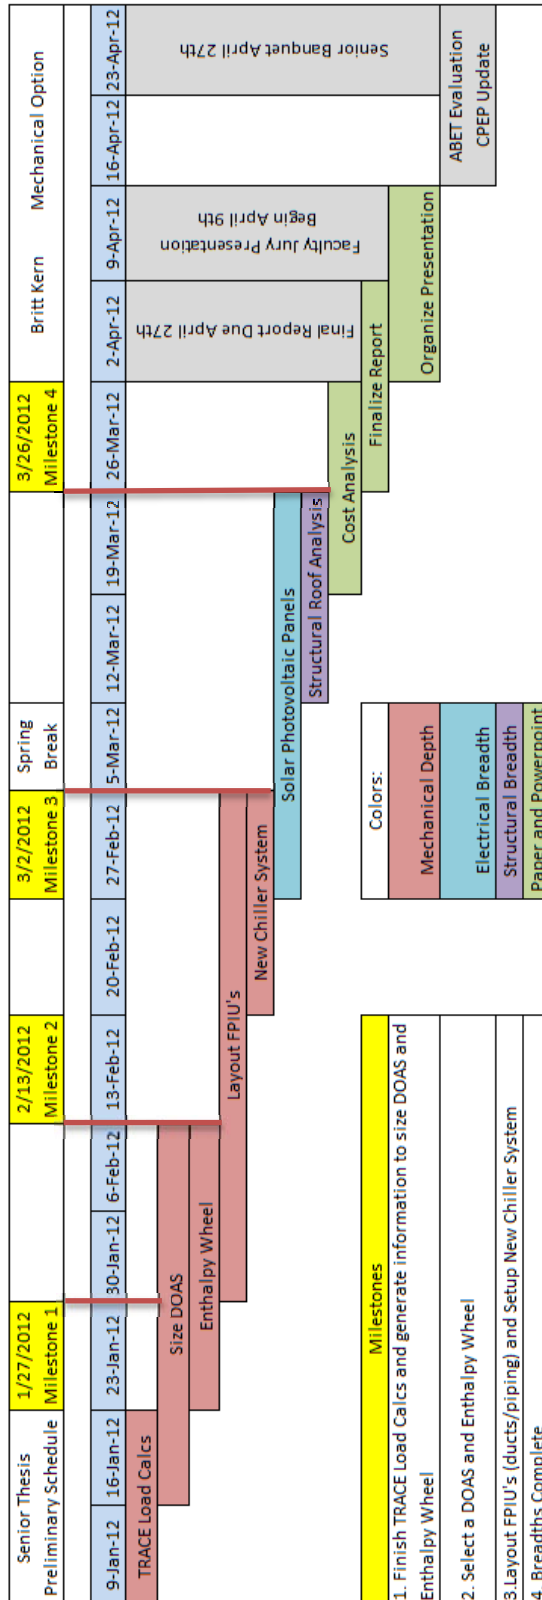 Senior Thesis
Preliminary Schedule
1/27/2012
Milestone 1
2/13/2012
Milestone 2
3/2/2012
Milestone 3
Spring
Break
3/26/2012
Milestone 4
Britt Kern Mechanical Option
9-Jan-12 16-Jan-12 23-Jan-12 30-Jan-12 6-Feb-12 13-Feb-12 20-Feb-12 27-Feb-12 5-Mar-12 12-Mar-12 19-Mar-12 26-Mar-12 2-Apr-12 9-Apr-12 16-Apr-12 23-Apr-12
TRACE Load Calcs
Size DOAS
Enthalpy Wheel
Layout FPIU's
New Chiller System
Solar Photovoltaic Panels
Structural Roof Analysis
Cost Analysis
Finalize Report
Organize Presentation
Final Report Due April 27th
Faculty Jury Presentation
Begin April 9th
Senior Banquet April 27th
ABET Evaluation
CPEP Update
Milestones
1. Finish TRACE Load Calcs and generate information to size DOAS and
Enthalpy Wheel
2. Select a DOAS and Enthalpy Wheel
3.Layout FPIU's (ducts/piping) and Setup New Chiller System
4. Breadths Complete
Colors:
Mechanical Depth
Electrical Breadth
Structural Breadth
Paper and Powerpoint